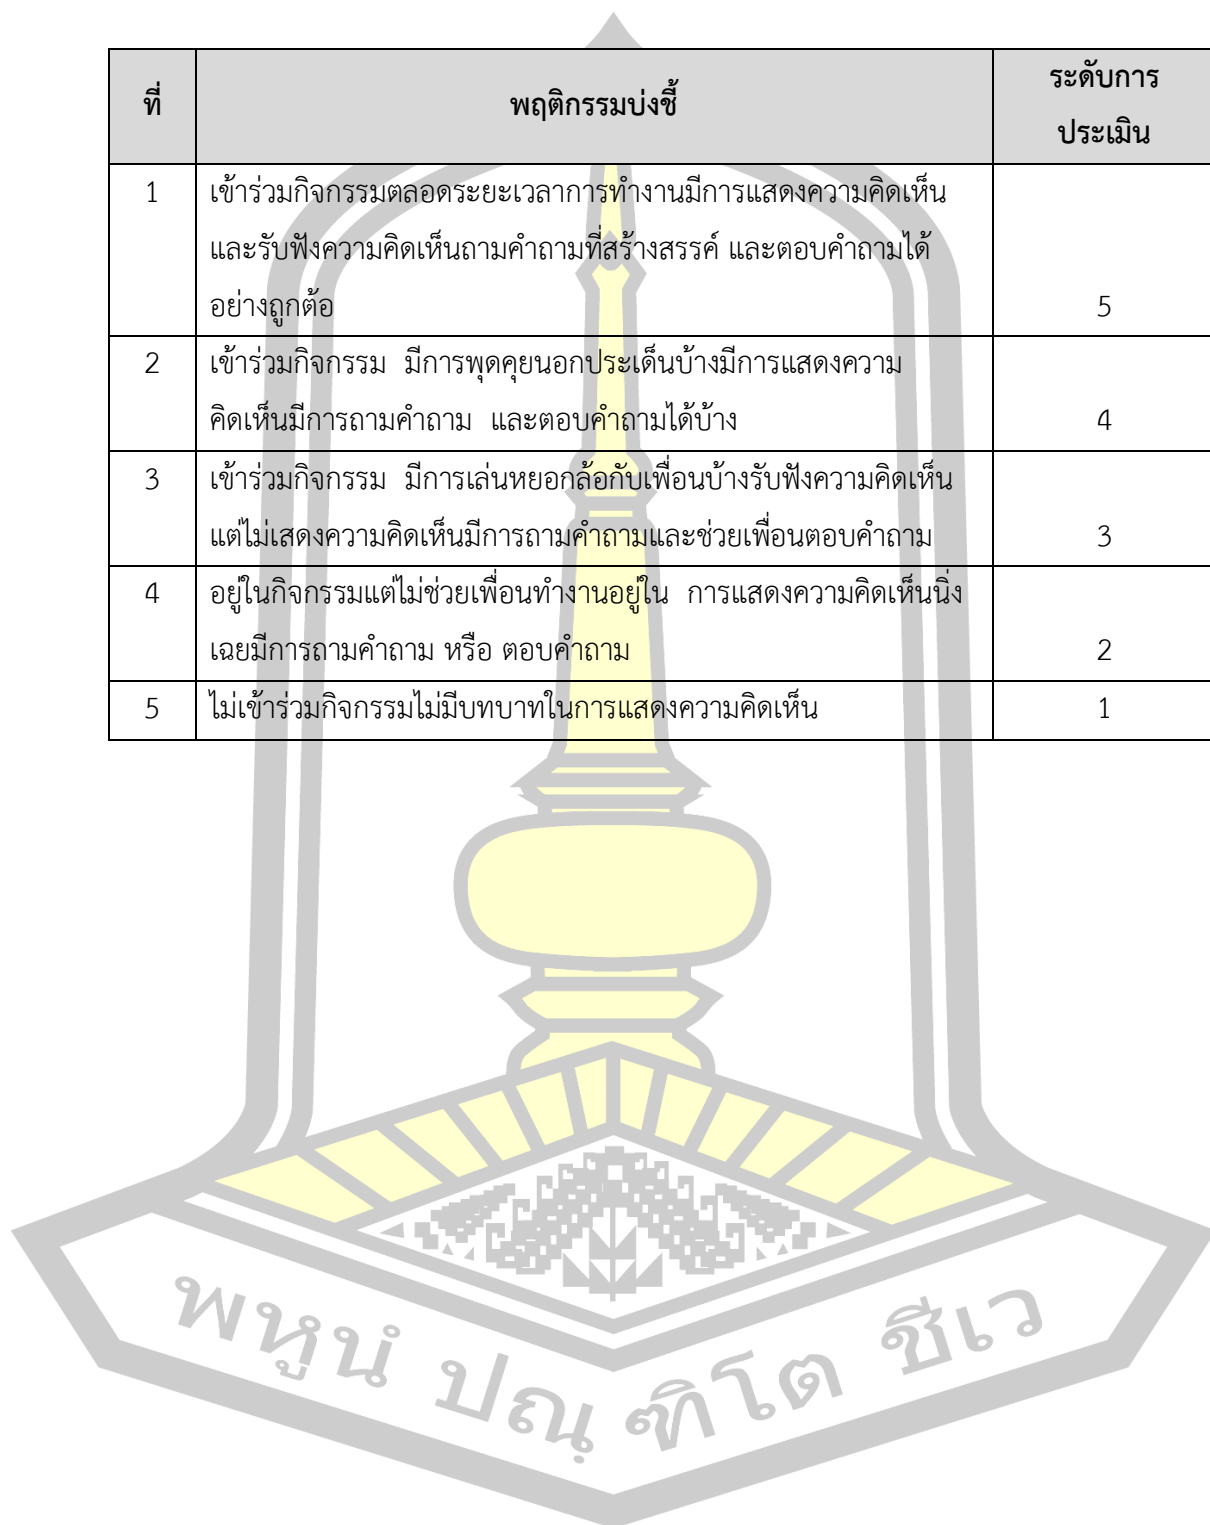 ที่ พฤติกรรมบ่งชี้ ระดับการ
ประเมิน
1 เข้าร่วมกิจกรรมตลอดระยะเวลาการทำงานมีการแสดงความคิดเห็น
และรับฟังความคิดเห็นถามคำถามที่สร้างสรรค์ และตอบคำถามได้
อย่างถูกต้อ 5
2 เข้าร่วมกิจกรรม มีการพุดคุยนอกประเด็นบ้างมีการแสดงความ
คิดเห็นมีการถามคำถาม และตอบคำถามได้บ้าง 4
3 เข้าร่วมกิจกรรม มีการเล่นหยอกล้อกับเพื่อนบ้างรับฟังความคิดเห็น
แต่ไม่เสดงความคิดเห็นมีการถามคำถามและช่วยเพื่อนตอบคำถาม 3
4 อยู่ในกิจกรรมแต่ไม่ช่วยเพื่อนทำงานอยู่ใน การแสดงความคิดเห็นนิ่ง
เฉยมีการถามคำถาม หรือ ตอบคำถาม 2
5 ไม่เข้าร่วมกิจกรรมไม่มีบทบาทในการแสดงความคิดเห็น 1
พหูนํ ปณฺ ฑิโต ชีเว